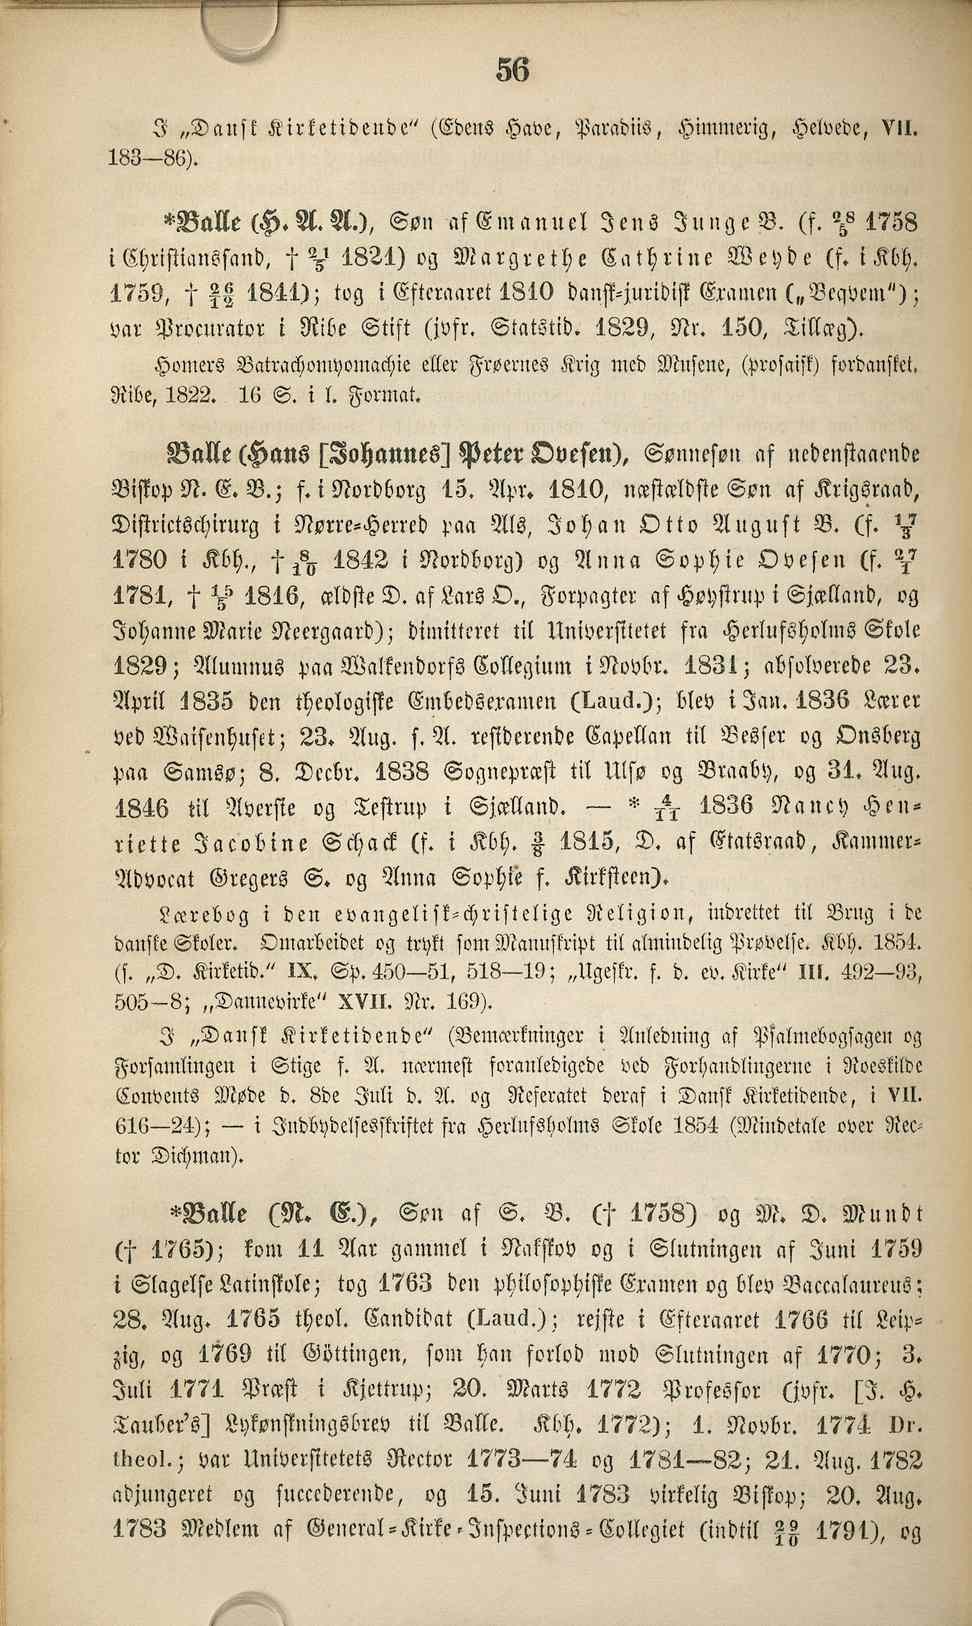 56
I „Dansk Kirketidende“ (Edens Have, Paradiis, Himmerig, Helvede, VII.
183—86).
*Balle (H. A. A.), Søn af Emanuel Jens Junge B. (f. 28/5 1758
i Christianssand, † 21/5 1821) og Margrethe Cathrine Weyde (f. i Kbh.
1759, † 26/12 1841); tog i Efteraaret 1810 dansk-juridisk Examen („Beqvem“);
var Procurator i Ribe Stift (jvfr. Statstid. 1829, Nr. 150, Tillæg).
Homers Batrachomyomachie eller Frøernes Krig med Musene, (prosaisk) fordansket.
Ribe, 1822. 16 S. i l. Format.
Balle (Hans [Johannes] Peter Ovesen), Sønnesøn af nedenstaaende
Biskop N. E. B.; f. i Nordborg 15. Apr. 1810, næstældste Søn af Krigsraad,
Districtschirurg i Nørre-Herred paa Als, Johan Otto August B. (f. 17/3
1780 i Kbh., † 8/10 1842 i Nordborg) og Anna Sophie Ovesen (f. 27/1
1781, † 15/5 1816, ældste D. af Lars O., Forpagter af Høystrup i Sjælland, og
Johanne Marie Neergaard); dimitteret til Universitetet fra Herlufsholms Skole
1829; Alumnus paa Walkendorfs Collegium i Novbr. 1831; absolverede 23.
April 1835 den theologiske Embedsexamen (Laud.); blev i Jan. 1836 Lærer
ved Waisenhuset; 23. Aug. s. A. residerende Capellan til Besser og Onsberg
paa Samsø; 8. Decbr. 1838 Sognepræst til Ulsø og Braaby, og 31. Aug.
1846 til Aversie og Testrup i Sjælland. — * 4/11 1836 Nancy Hen-
riette Jacobine Schack (f. i Kbh. 3/8 1815, D. af Etatsraad, Kammer-
Advocat Gregers S. og Anna Sophie f. Kirksteen).
Lærebog i den evangelisk-christelige Religion, indrettet til Brug i de
danske Skoler. Omarbeidet og trykt som Manuskript til almindelig Prøvelse. Kbh. 1854.
(s. „D. Kirketid.“ IX. Sp. 450—51, 518—19; „Ugeskr. f. d. ev. Kirke“ III. 492—93,
505—8; „Dannevirke“ XVII. Nr. 169).
I „Dansk Kirketidende“ (Bemærkninger i Anledning af Psalmebogsagen og
Forsamlingen i Stige s. A. nærmest foranledigede ved Forhandlingerne i Roeskilde
Convents Møde d. 8de Juli d. A. og Referatet deraf i Dansk Kirketidende, i VII.
616—24); — i Indbydelsesskriftet fra Herlufsholms Skole 1854 (Mindetale over Rec-
tor Dichman).
*Balle (N. E.), Søn af S. B. († 1758) og M. D. Mundt
(† 1765); kom 11 Aar gammel i Nakskov og i Slutningen af Juni 1759
i Slagelse Latinskole; tog 1763 den philosophiske Examen og blev Baccalaureus;
28. Aug. 1765 theol. Candidat (Laud.); rejste i Efteraaret 1766 til Leip-
zig, og 1769 til Göttingen, som han forlod mod Slutningen af 1770; 3.
Juli 1771 Præst i Kjettrup; 20. Marts 1772 Professor (jvfr. [J. H.
Tauber's] Lykønskningsbrev til Balle. Kbh. 1772); 1. Novbr. 1774 Dr.
theol.; var Universitetets Rector 1773—74 og 1781—82; 21. Aug. 1782
adjungeret og succederende, og 15. Juni 1783 virkelig Biskop; 20. Aug.
1783 Medlem af General-Kirke-Inspections-Collegiet (indtil 29/10 1791), og